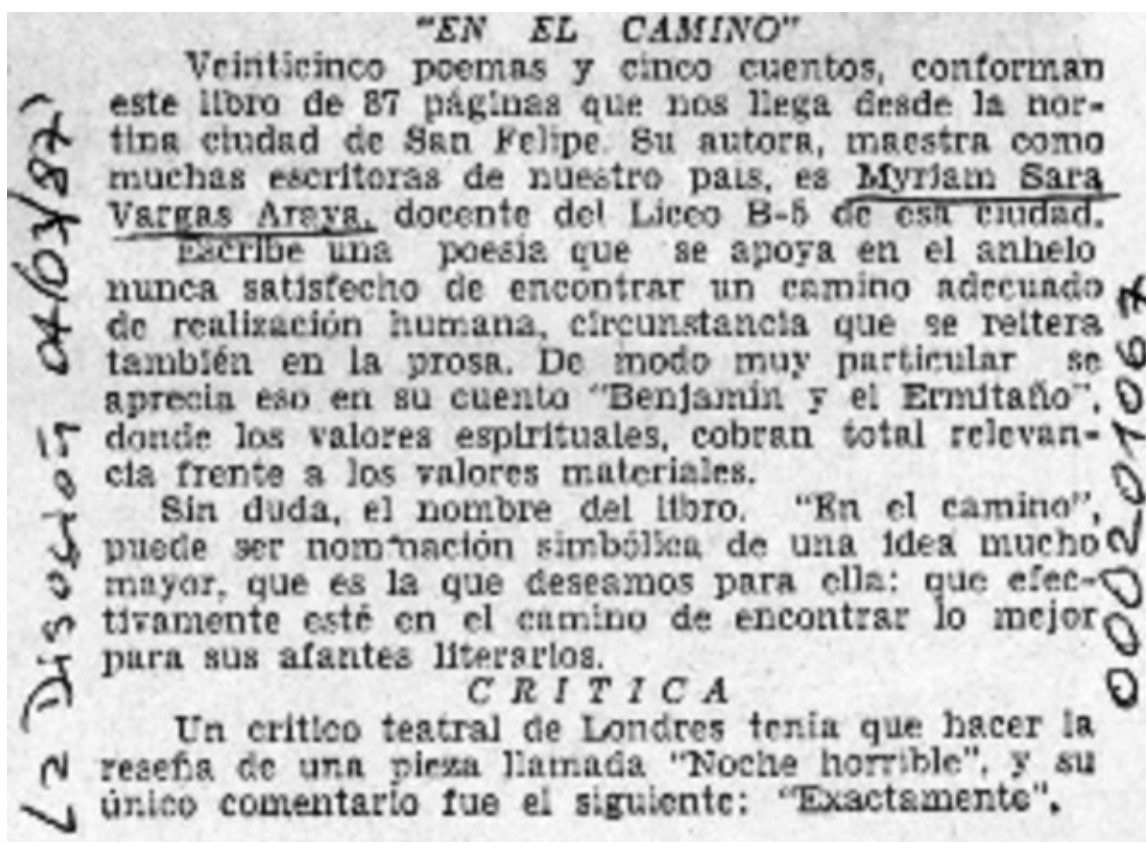 "EN EL CAMINO"
Veinticinco poemas y cinco cuentos, conforman
este libro de 87 páginas que nos llega desde la nor-
tina ciudad de San Felipe. Su autora, maestra como
muchas escritoras de nuestro país, es Myriam Sara
Vargas Araya, docente del Liceo B-5 de esa ciudad.
Escribe una poesía que se apoya en el anhelo
nunca satisfecho de encontrar un camino adecuado
de realización humana, circunstancia que se reitera
también en la prosa. De modo muy particular se
aprecia eso en su cuento "Benjamín y el Ermitaño",
donde los valores espirituales, cobran total relevan-
cia frente a los valores materiales.
Sin duda, el nombre del libro. "En el camino",
puede ser nominación simbólica de una idea mucho
mayor, que es la que deseamos para ella: que efec-
tivamente esté en el camino de encontrar lo mejor
para sus afantes literarios.
CRITICA
Un crítico teatral de Londres tenía que hacer la
reseña de una pieza llamada "Noche horrible", y su
único comentario fue el siguiente: "Exactamente".
La Discusión 04/03/87)
000201067